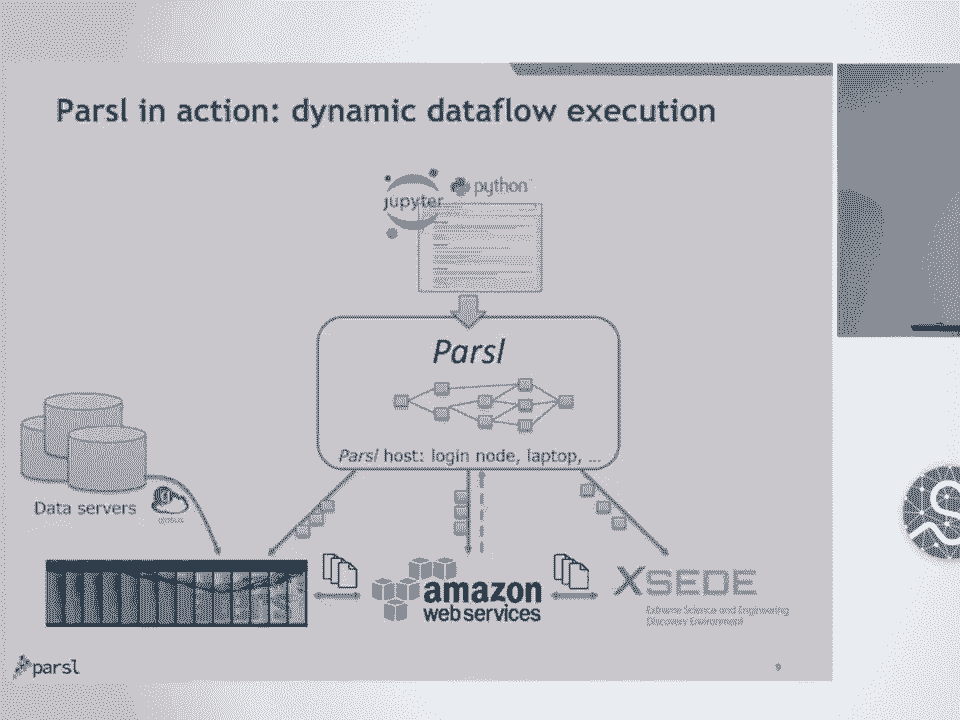 Parsl in action: dynamic dataflow execution
jupyter
python
Parsl
Parsl host: login node, laptop, ...
Data servers
globus
amazon
web services
XSEDE
Extreme Science and Engineering
Discovery Environment
parsl
9